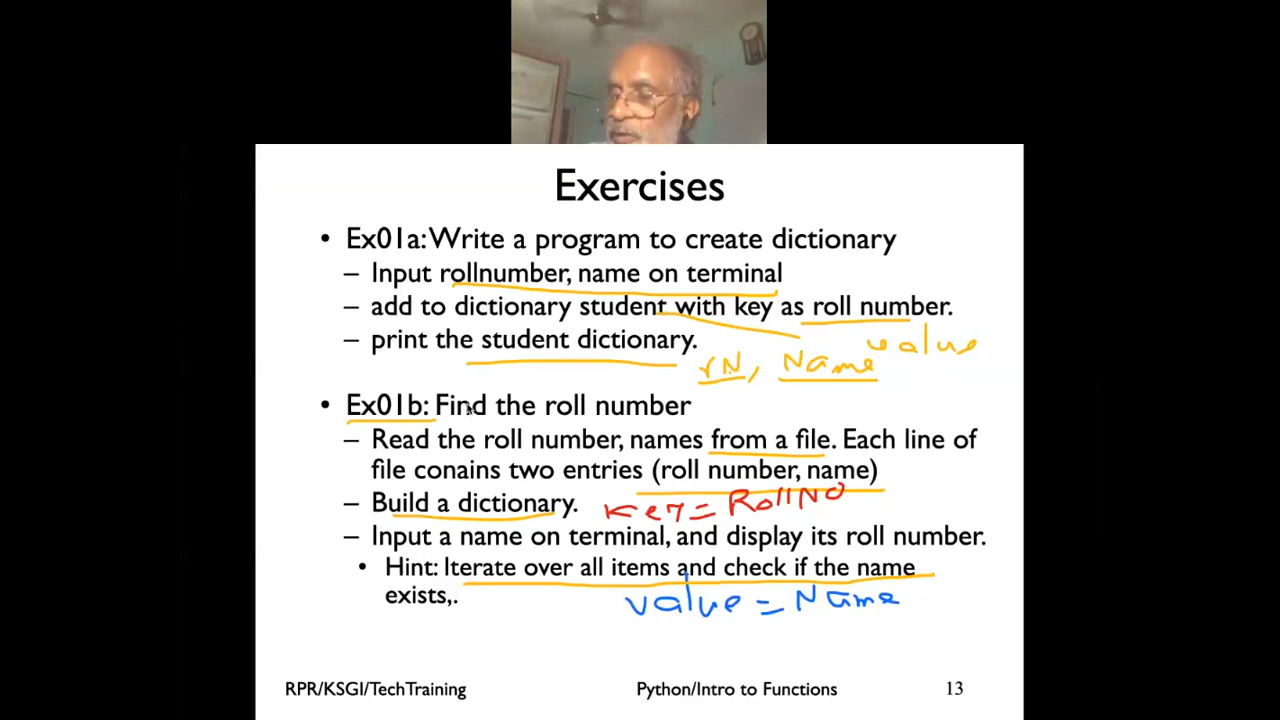 Exercises
• Ex01a: Write a program to create dictionary
– Input rollnumber, name on terminal
– add to dictionary student with key as roll number.
– print the student dictionary.
value
rN, Name
• Ex01b: Find the roll number
– Read the roll number, names from a file. Each line of
file conains two entries (roll number, name)
– Build a dictionary. Key = RollNo
– Input a name on terminal, and display its roll number.
• Hint: Iterate over all items and check if the name
exists,.
value = Name
RPR/KSGI/TechTraining Python/Intro to Functions 13